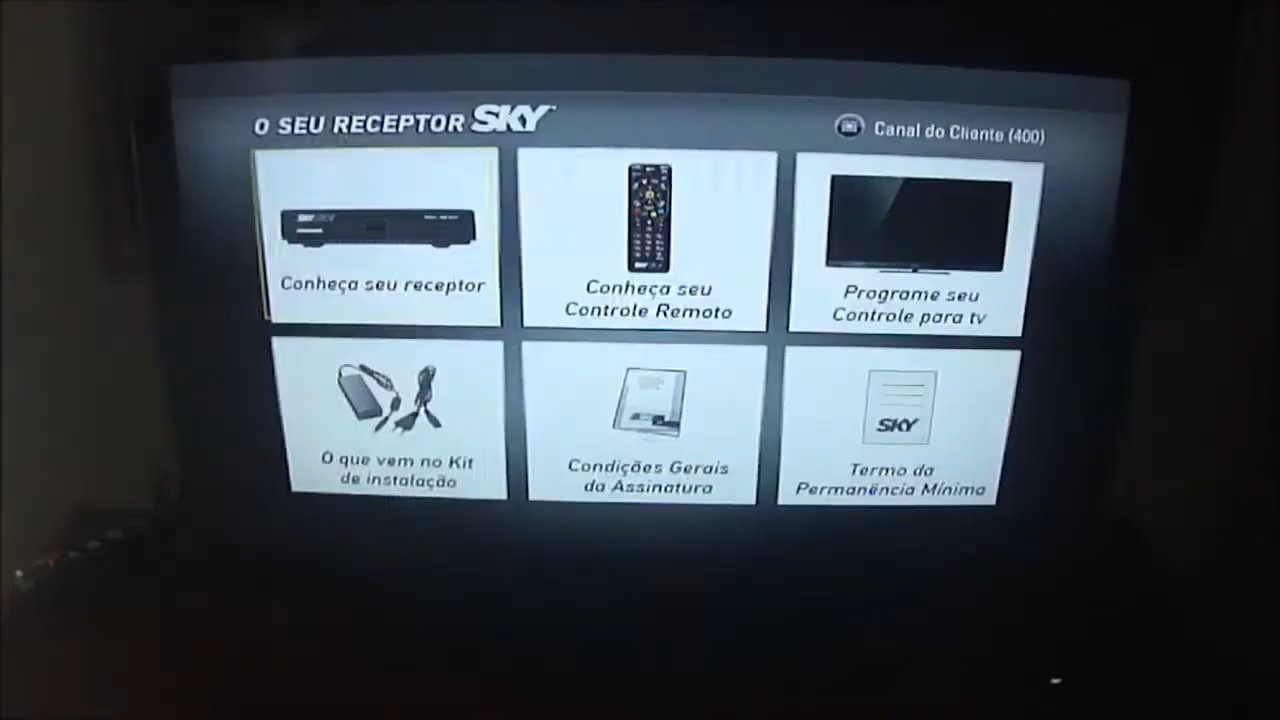 O SEU RECEPTOR SKY™
Canal do Cliente (400)
Conheça seu receptor
Conheça seu
Controle Remoto
Programe seu
Controle para tv
O que vem no Kit
de instalação
Condições Gerais
da Assinatura
SKY
Termo da
Permanência Mínima